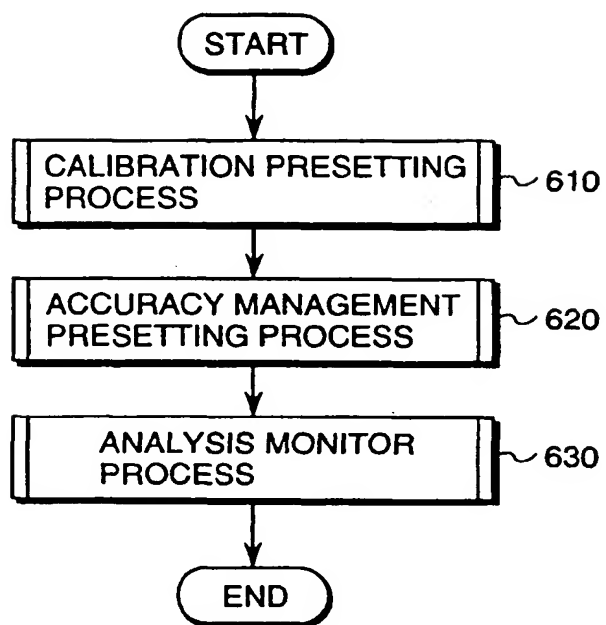 START
CALIBRATION PRESETTING
PROCESS
610
ACCURACY MANAGEMENT
PRESETTING PROCESS
620
ANALYSIS MONITOR
PROCESS
630
END